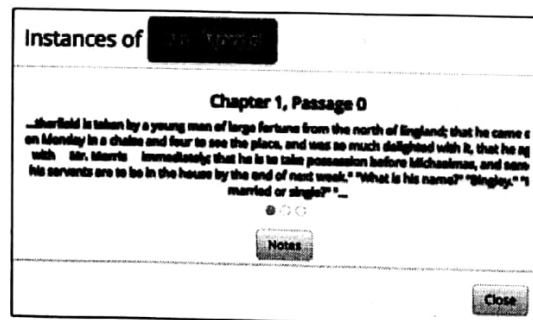 Instances of
Chapter 1, Passage 0
...therfield is taken by a young man of large fortune from the north of England; that he came
on Monday in a chaise and four to see the place, and was so much delighted with it, that he
with Mr. Morris immediately; that he is to take possession before Michaelmas, and
his servants are to be in the house by the end of next week." "What is his name?" "Bingley."
married or single?" "...
Notes
Close